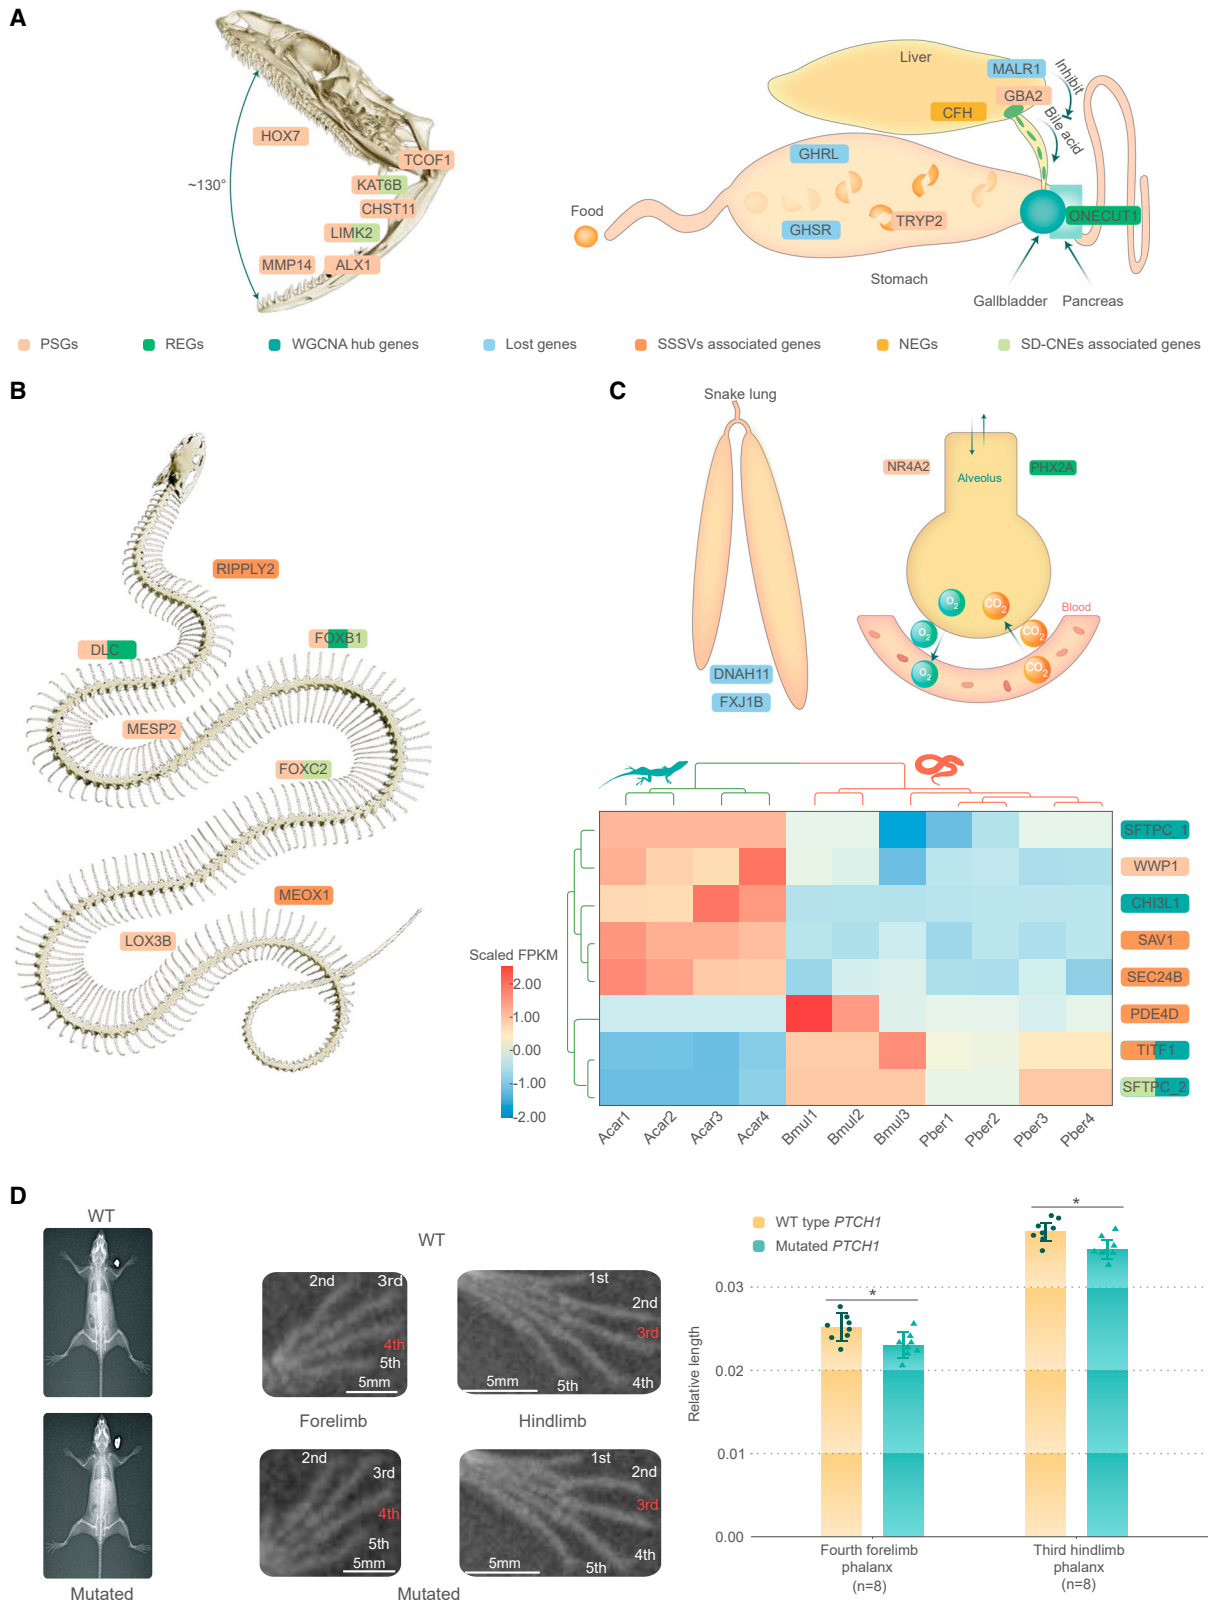 A
HOX7
TCOF1
KAT6B
CHST11
LIMK2
MMP14
ALX1
~130°
Liver
MALR1
Inhibit
GBA2
CFH
Bile acid
GHRL
Food
TRYP2
ONECUT1
GHSR
Stomach
Gallbladder
Pancreas
PSGs
REGs
WGCNA hub genes
Lost genes
SSSVs associated genes
NEGs
SD-CNEs associated genes
B
RIPPLY2
FOXB1
DLC
MESP2
FOXC2
MEOX1
LOX3B
C
Snake lung
DNAH11
FXJ1B
NR4A2
PHX2A
Alveolus
Blood
O2
CO2
O2
CO2
O2
CO2
Scaled FPKM
2.00
-1.00
-0.00
-1.00
-2.00
SFTPC_1
WWP1
CHI3L1
SAV1
SEC24B
PDE4D
TITF1
SFTPC_2
Acar1
Acar2
Acar3
Acar4
Bmul1
Bmul2
Bmul3
Pber1
Pber2
Pber3
Pber4
D
WT
Mutated
WT
2nd
3rd
4th
5th
5mm
1st
2nd
3rd
4th
5th
5mm
Forelimb
Hindlimb
2nd
3rd
4th
5th
5mm
1st
2nd
3rd
4th
5th
5mm
Mutated
WT type PTCH1
Mutated PTCH1
*
*
Relative length
0.03
0.02
0.01
0.00
Fourth forelimb
phalanx
(n=8)
Third hindlimb
phalanx
(n=8)